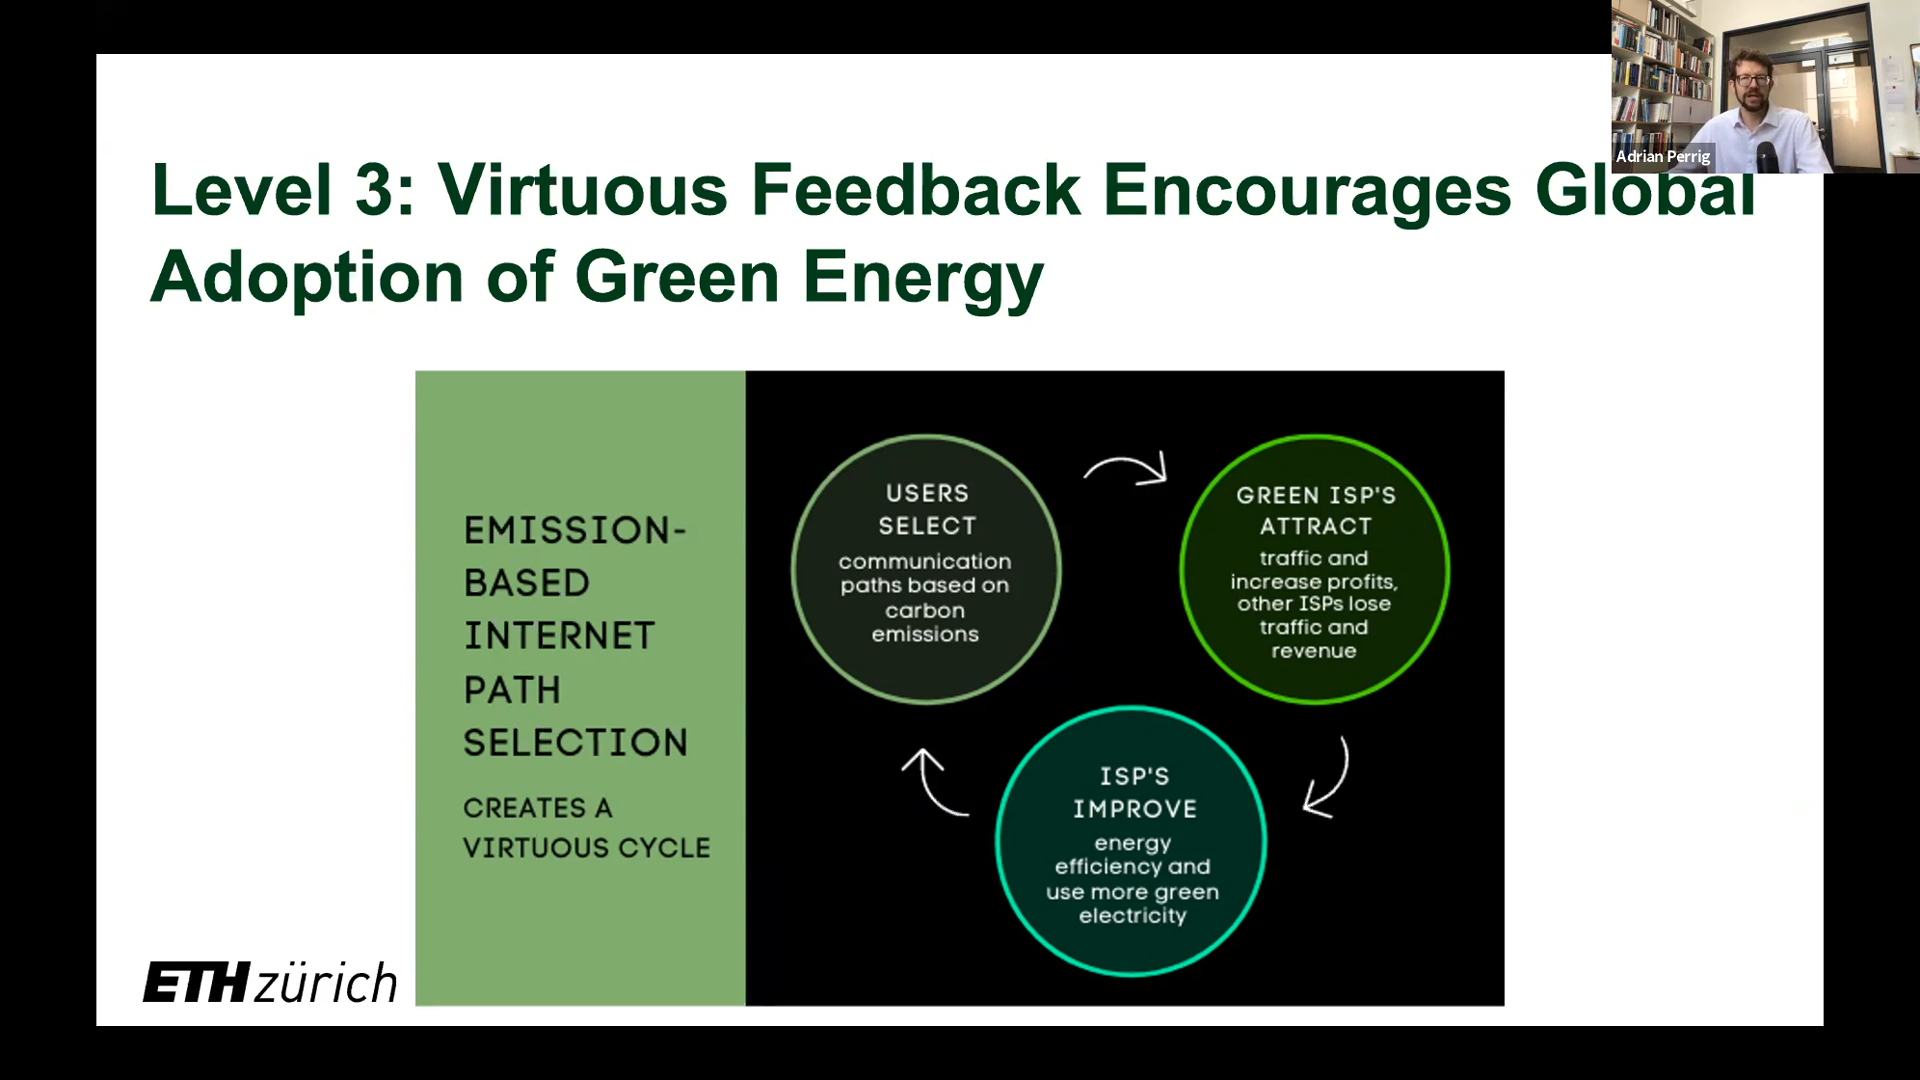 Adrian Perrig
Level 3: Virtuous Feedback Encourages Global
Adoption of Green Energy
EMISSION-
BASED
INTERNET
PATH
SELECTION
CREATES A
VIRTUOUS CYCLE
USERS
SELECT
communication
paths based on
carbon
emissions
GREEN ISP'S
ATTRACT
traffic and
increase profits,
other ISPs lose
traffic and
revenue
ISP'S
IMPROVE
energy
efficiency and
use more green
electricity
ETH zürich